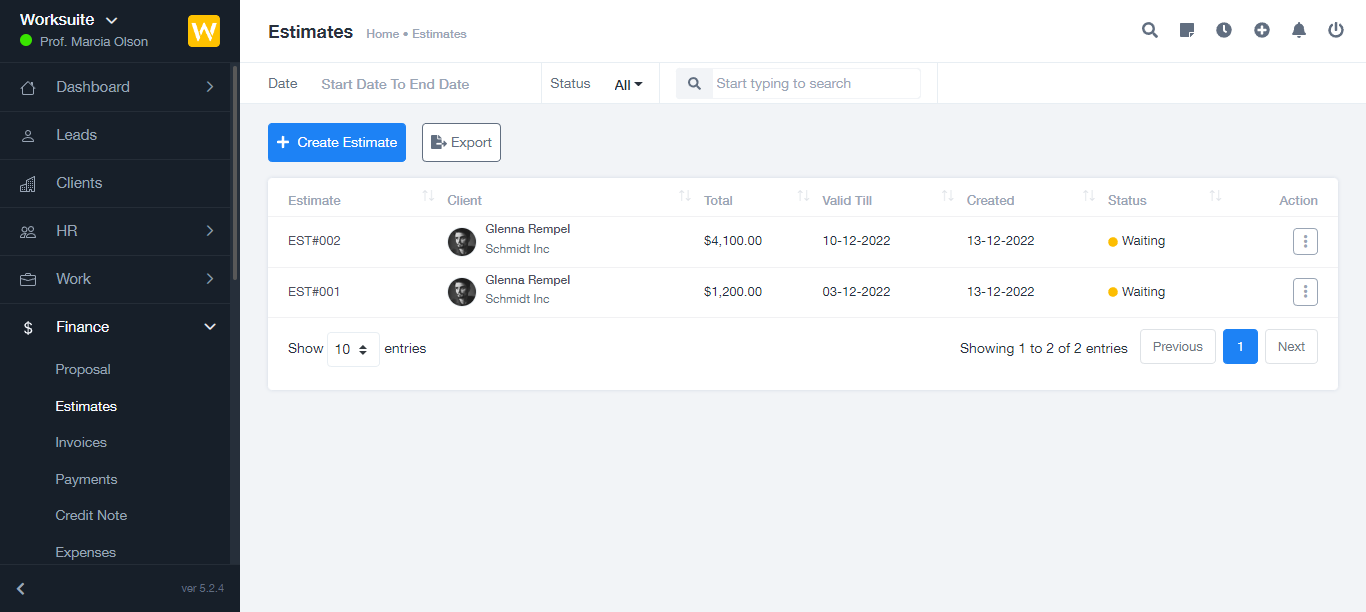 Worksuite
Prof. Marcia Olson
W
Dashboard
Leads
Clients
HR
Work
$ Finance
Proposal
Estimates
Invoices
Payments
Credit Note
Expenses
ver 5.2.4
Estimates Home • Estimates
Date Start Date To End Date Status All Start typing to search
+ Create Estimate Export
Estimate Client Total Valid Till Created Status Action
EST#002 Glenna Rempel Schmidt Inc $4,100.00 10-12-2022 13-12-2022 Waiting
EST#001 Glenna Rempel Schmidt Inc $1,200.00 03-12-2022 13-12-2022 Waiting
Show 10 entries Showing 1 to 2 of 2 entries Previous 1 Next